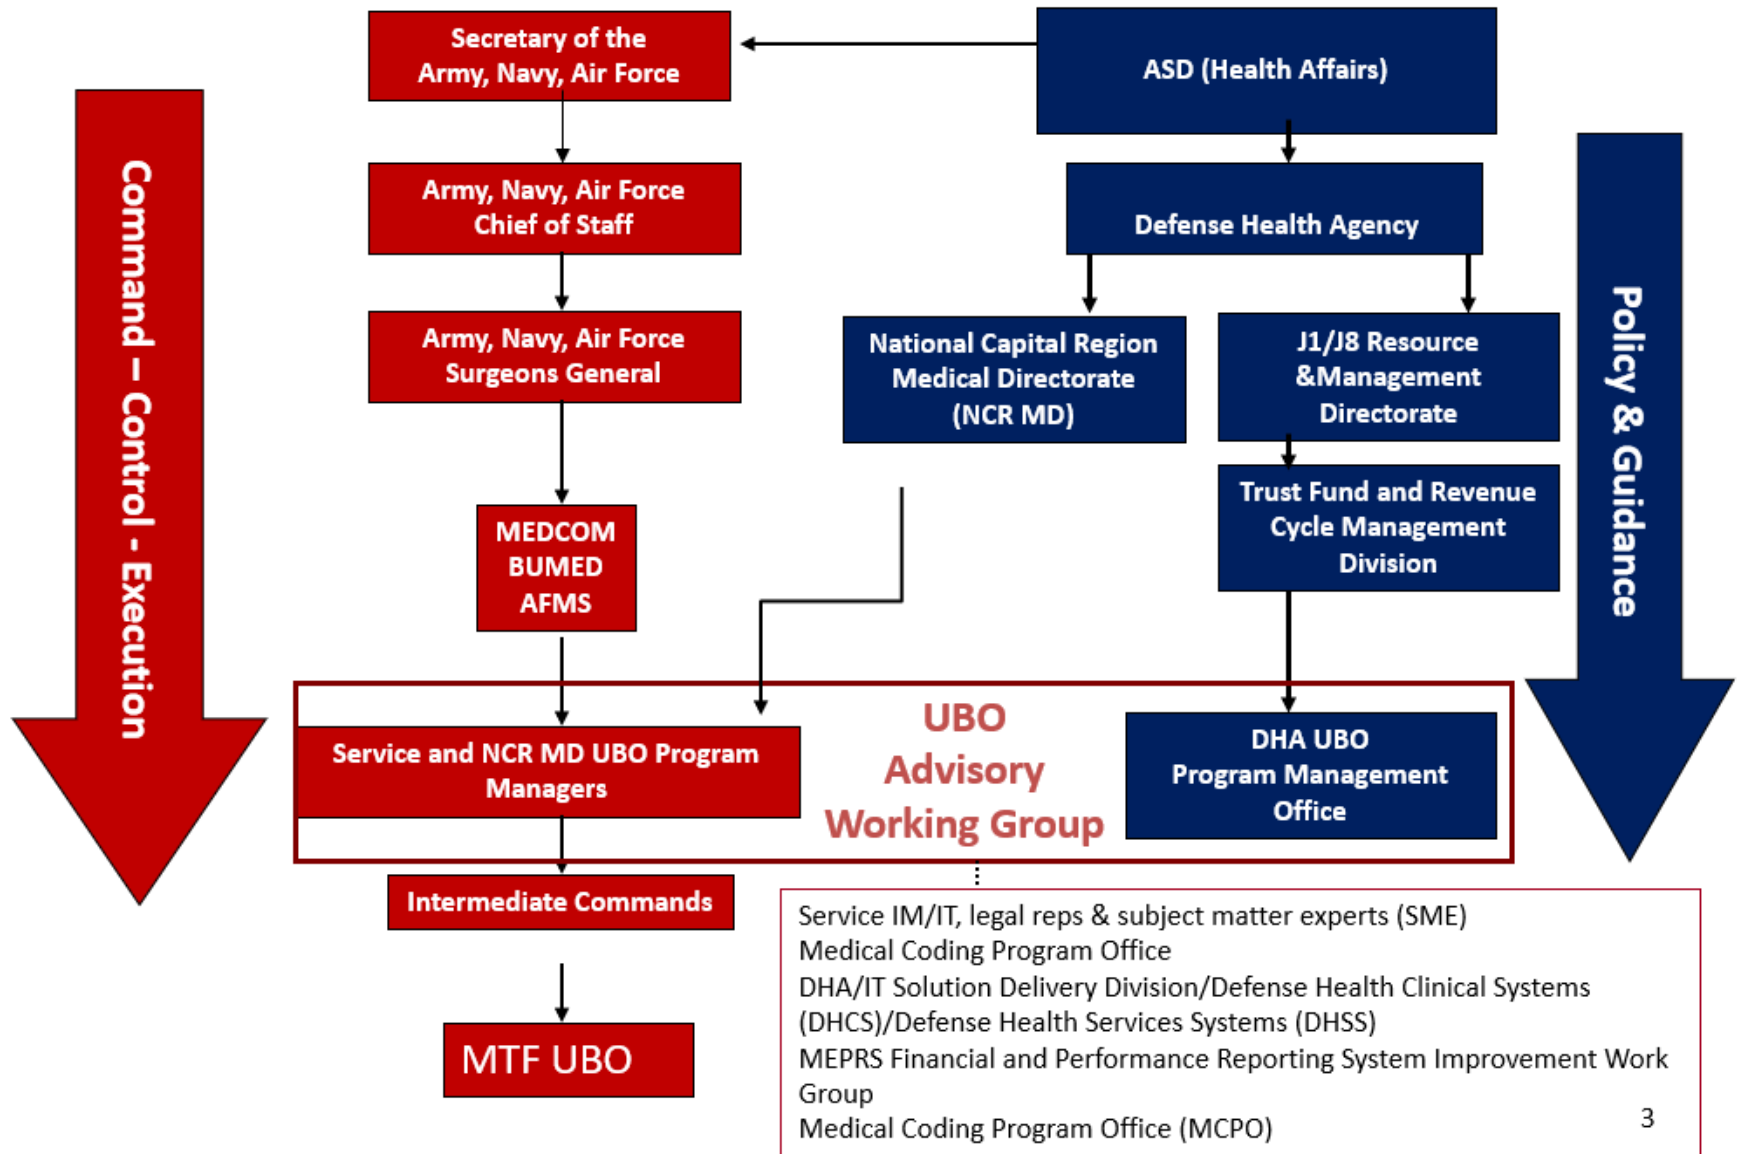 Secretary of the
Army, Navy, Air Force
ASD (Health Affairs)
Command – Control - Execution
Policy & Guidance
Army, Navy, Air Force
Chief of Staff
Defense Health Agency
Army, Navy, Air Force
Surgeons General
National Capital Region
Medical Directorate
(NCR MD)
J1/J8 Resource
&Management
Directorate
MEDCOM
BUMED
AFMS
Trust Fund and Revenue
Cycle Management
Division
Service and NCR MD UBO Program
Managers
UBO
Advisory
Working Group
DHA UBO
Program Management
Office
Intermediate Commands
MTF UBO
Service IM/IT, legal reps & subject matter experts (SME)
Medical Coding Program Office
DHA/IT Solution Delivery Division/Defense Health Clinical Systems
(DHCS)/Defense Health Services Systems (DHSS)
MEPRS Financial and Performance Reporting System Improvement Work
Group
Medical Coding Program Office (MCPO)
3